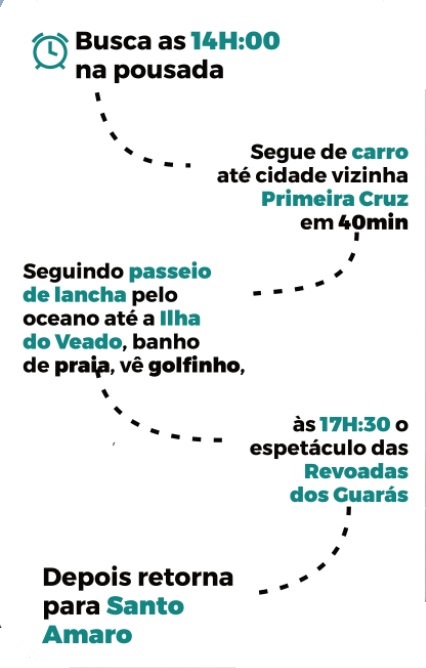 Busca as 14H:00
na pousada
Segue de carro
até cidade vizinha
Primeira Cruz
em 40min
Seguindo passeio
de lancha pelo
oceano até a Ilha
do Veado, banho
de praia, vê golfinho,
às 17H:30 o
espetáculo das
Revoadas
dos Guarás
Depois retorna
para Santo
Amaro